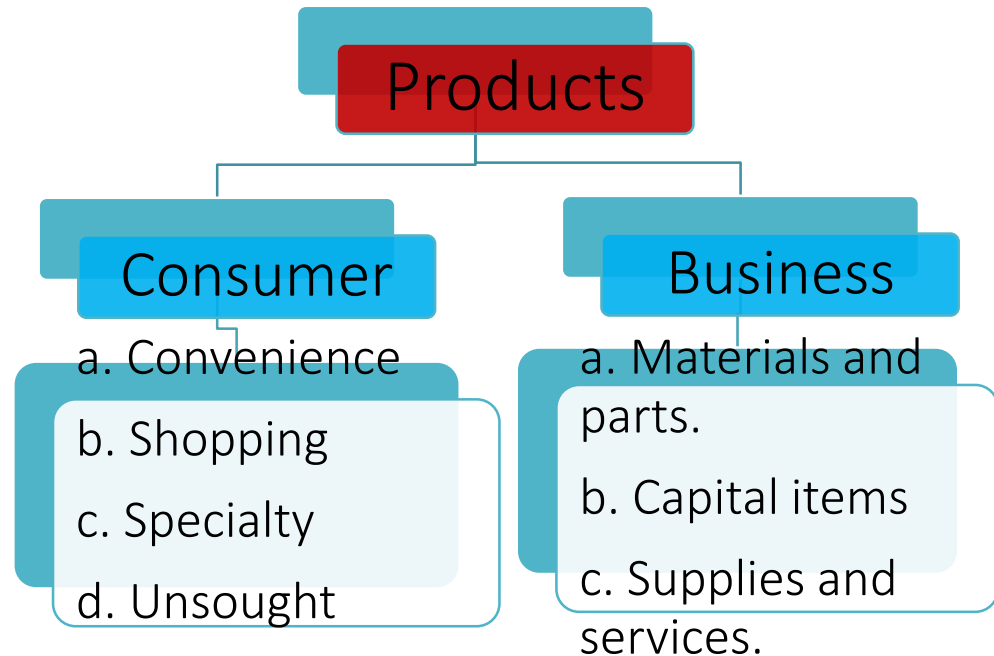 Products
Consumer
a. Convenience
b. Shopping
c. Specialty
d. Unsought
Business
a. Materials and
parts.
b. Capital items
c. Supplies and
services.